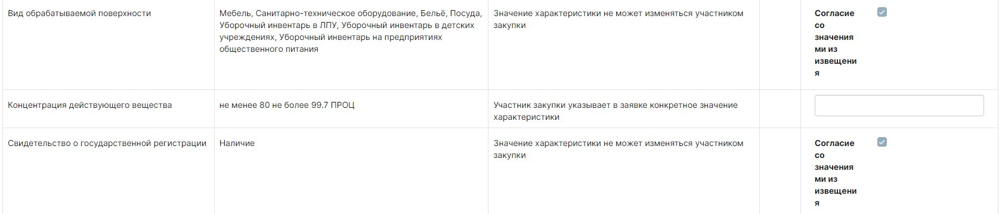 Вид обрабатываемой поверхности
Мебель, Санитарно-техническое оборудование, Бельё, Посуда,
Уборочный инвентарь в ЛПУ, Уборочный инвентарь в детских
учреждениях, Уборочный инвентарь на предприятиях
общественного питания
Значение характеристики не может изменяться участником
закупки
Согласие
со
значения
ми из
извещени
я
Концентрация действующего вещества
не менее 80 не более 99.7 ПРОЦ
Участник закупки указывает в заявке конкретное значение
характеристики
Свидетельство о государственной регистрации
Наличие
Значение характеристики не может изменяться участником
закупки
Согласие
со
значения
ми из
извещени
я